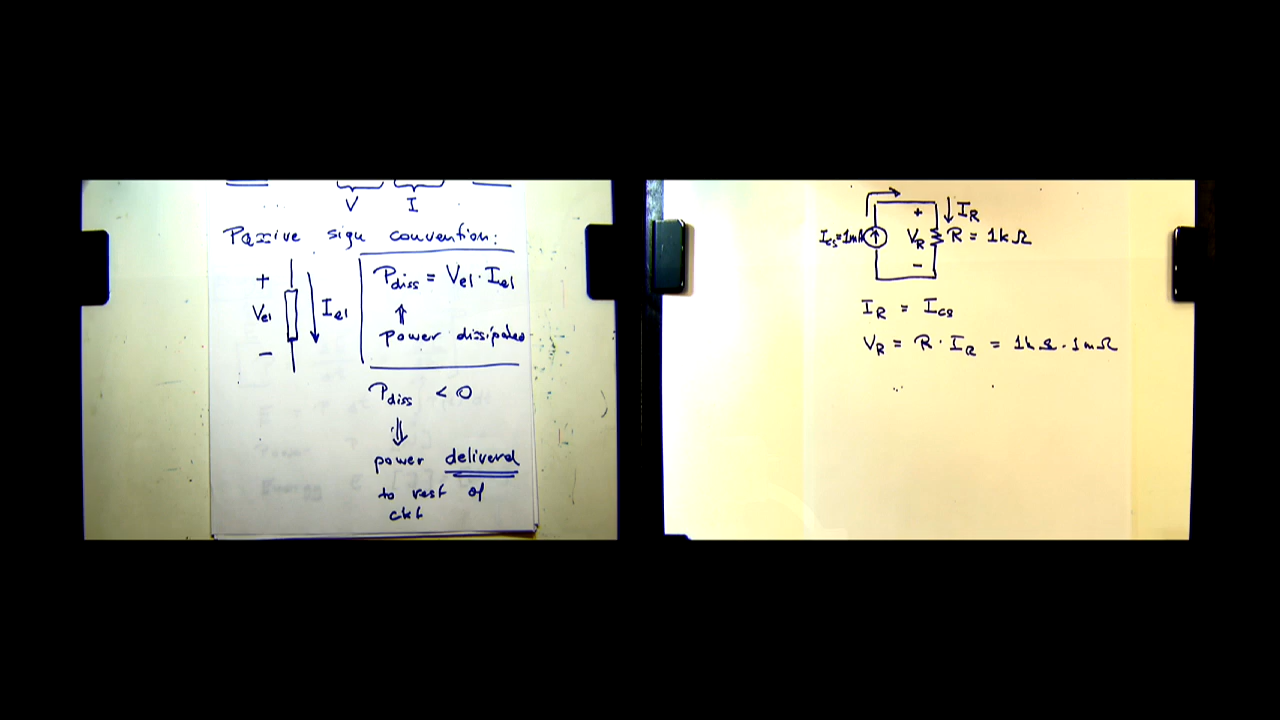 V I
Passive sign convention:
+
Vel
−
Iel
Pdiss = Vel · Iel
⇑
power dissipated
Pdiss < 0
⇓
power delivered
to rest of
ckt
Ics=1mA
+
VR
−
IR
R = 1kΩ
IR = Ics
VR = R · IR = 1kΩ · 1mΩ